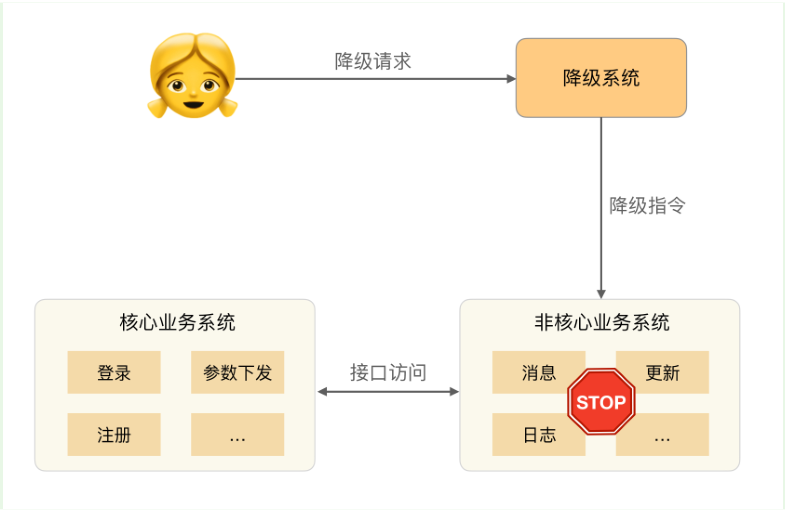 降级请求
降级系统
降级指令
核心业务系统
登录
参数下发
注册
...
接口访问
非核心业务系统
消息
更新
STOP
日志
...